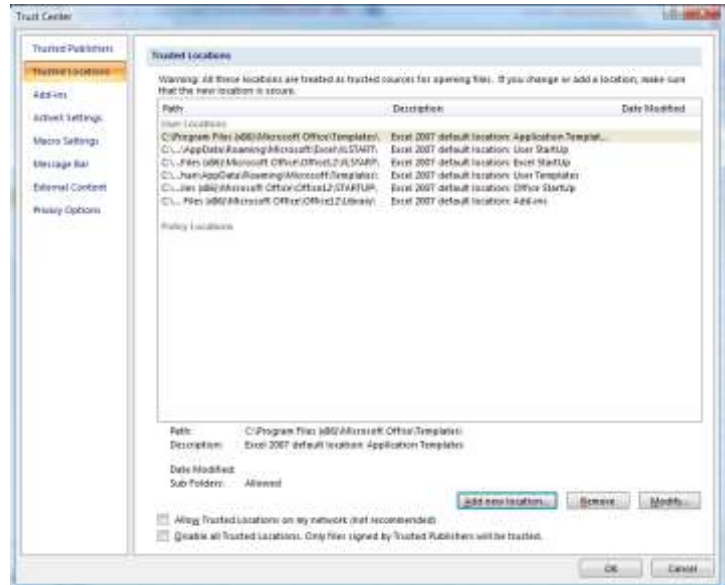 Trust Center
Trusted Publishers
Trusted Locations
Add-ins
ActiveX Settings
Macro Settings
Message Bar
External Content
Privacy Options
Trusted Locations
Warning: All these locations are treated as trusted sources for opening files. If you change or add a location, make sure
that the new location is secure.
Path Description Date Modified
User Locations
C:\Program Files (x86)\Microsoft Office\Templates\ Excel 2007 default location: Application Templat...
C:\...\AppData\Roaming\Microsoft\Excel\XLSTART\ Excel 2007 default location: User StartUp
C:\...Files (x86)\Microsoft Office\Office12\XLSTART\ Excel 2007 default location: Excel StartUp
C:\...han\AppData\Roaming\Microsoft\Templates\ Excel 2007 default location: User Templates
C:\...iles (x86)\Microsoft Office\Office12\STARTUP\ Excel 2007 default location: Office StartUp
C:\... Files (x86)\Microsoft Office\Office12\Library\ Excel 2007 default location: Add-ins
Policy Locations
Path: C:\Program Files (x86)\Microsoft Office\Templates\
Description: Excel 2007 default location: Application Templates
Date Modified:
Sub Folders: Allowed
Add new location... Remove Modify...
Allow Trusted Locations on my network (not recommended)
Disable all Trusted Locations. Only files signed by Trusted Publishers will be trusted.
OK Cancel